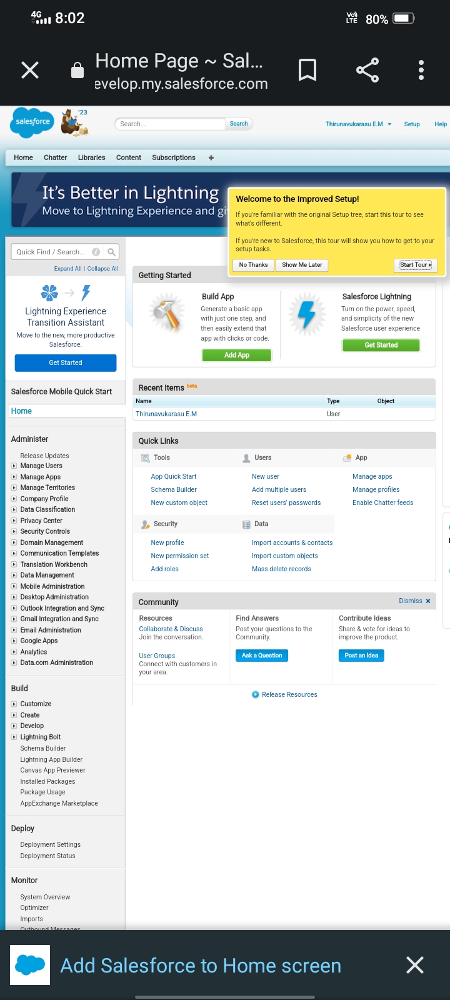 4G 8:02 Vo) LTE 80%
Home Page ~ Sal...
evelop.my.salesforce.com
salesforce '23 Search... Search Thirunavukarasu E.M Setup Help
Home Chatter Libraries Content Subscriptions
It's Better in Lightning
Move to Lightning Experience and gi
Welcome to the Improved Setup!
If you're familiar with the original Setup tree, start this tour to see
what's different.
If you're new to Salesforce, this tour will show you how to get to your
setup tasks.
No Thanks Show Me Later Start Tour
Quick Find / Search...
Expand All | Collapse All
Lightning Experience
Transition Assistant
Move to the new, more productive
Salesforce.
Get Started
Salesforce Mobile Quick Start
Home
Administer
Release Updates
Manage Users
Manage Apps
Manage Territories
Company Profile
Data Classification
Privacy Center
Security Controls
Domain Management
Communication Templates
Translation Workbench
Data Management
Mobile Administration
Desktop Administration
Outlook Integration and Sync
Gmail Integration and Sync
Email Administration
Google Apps
Analytics
Data.com Administration
Build
Customize
Create
Develop
Lightning Bolt
Schema Builder
Lightning App Builder
Canvas App Previewer
Installed Packages
Package Usage
AppExchange Marketplace
Deploy
Deployment Settings
Deployment Status
Monitor
System Overview
Optimizer
Imports
Outbound Messages
Getting Started
Build App
Generate a basic app
with just one step, and
then easily extend that
app with clicks or code.
Add App
Salesforce Lightning
Turn on the power, speed,
and simplicity of the new
Salesforce user experience
Get Started
Recent Items beta
Name Type Object
Thirunavukarasu E.M User
Quick Links
Tools Users App
App Quick Start New user Manage apps
Schema Builder Add multiple users Manage profiles
New custom object Reset users' passwords Enable Chatter feeds
Security Data
New profile Import accounts & contacts
New permission set Import custom objects
Add roles Mass delete records
Community Dismiss
Resources
Collaborate & Discuss
Join the conversation.
User Groups
Connect with customers in
your area.
Find Answers
Post your questions to the
Community.
Ask a Question
Contribute Ideas
Share & vote for ideas to
improve the product.
Post an Idea
Release Resources
Add Salesforce to Home screen